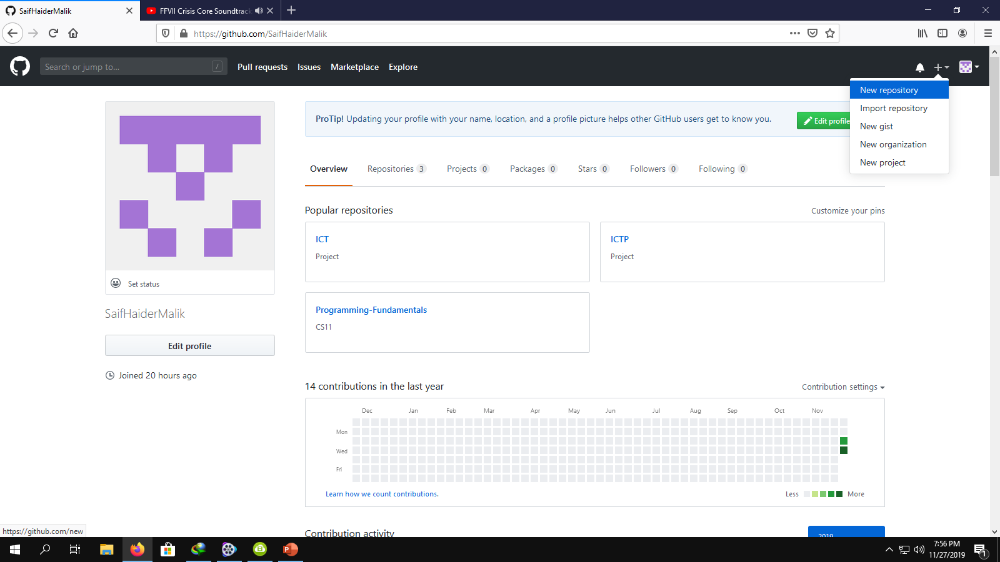 SaifHaiderMalik
FFVII Crisis Core Soundtrack
https://github.com/SaifHaiderMalik
Search or jump to... /
Pull requests Issues Marketplace Explore
New repository
Import repository
New gist
New organization
New project
ProTip! Updating your profile with your name, location, and a profile picture helps other GitHub users get to know you.
Edit profile
Overview Repositories 3 Projects 0 Packages 0 Stars 0 Followers 0 Following 0
Set status
SaifHaiderMalik
Edit profile
Joined 20 hours ago
Popular repositories
Customize your pins
ICT
Project
ICTP
Project
Programming-Fundamentals
CS11
14 contributions in the last year
Contribution settings
Dec Jan Feb Mar Apr May Jun Jul Aug Sep Oct Nov
Mon
Wed
Fri
Learn how we count contributions.
Less More
Contribution activity
2019
https://github.com/new
7:56 PM
11/27/2019
1